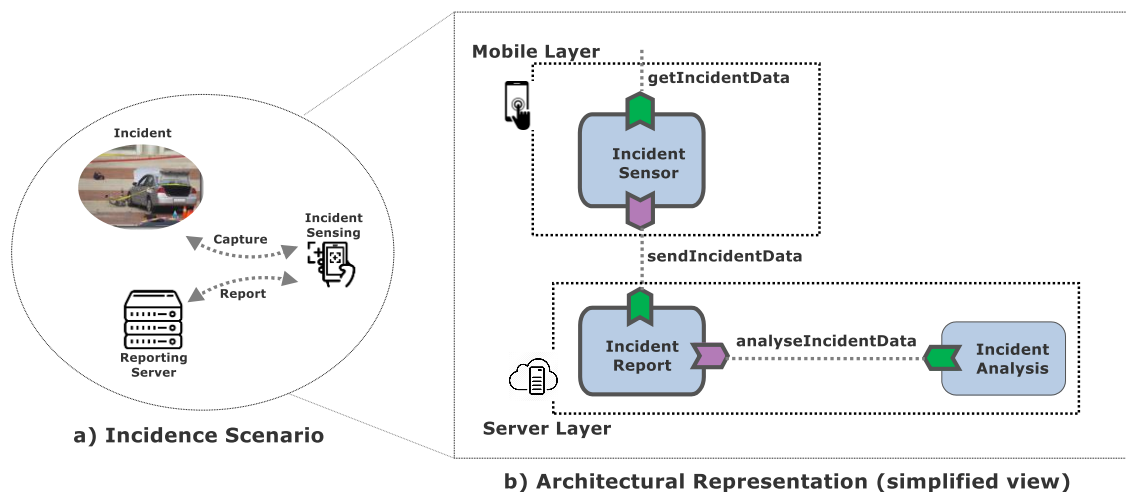 Incident
Incident
Sensing
Capture
Report
Reporting
Server
a) Incidence Scenario
Mobile Layer
getIncidentData
Incident
Sensor
sendIncidentData
Incident
Report
analyseIncidentData
Incident
Analysis
Server Layer
b) Architectural Representation (simplified view)